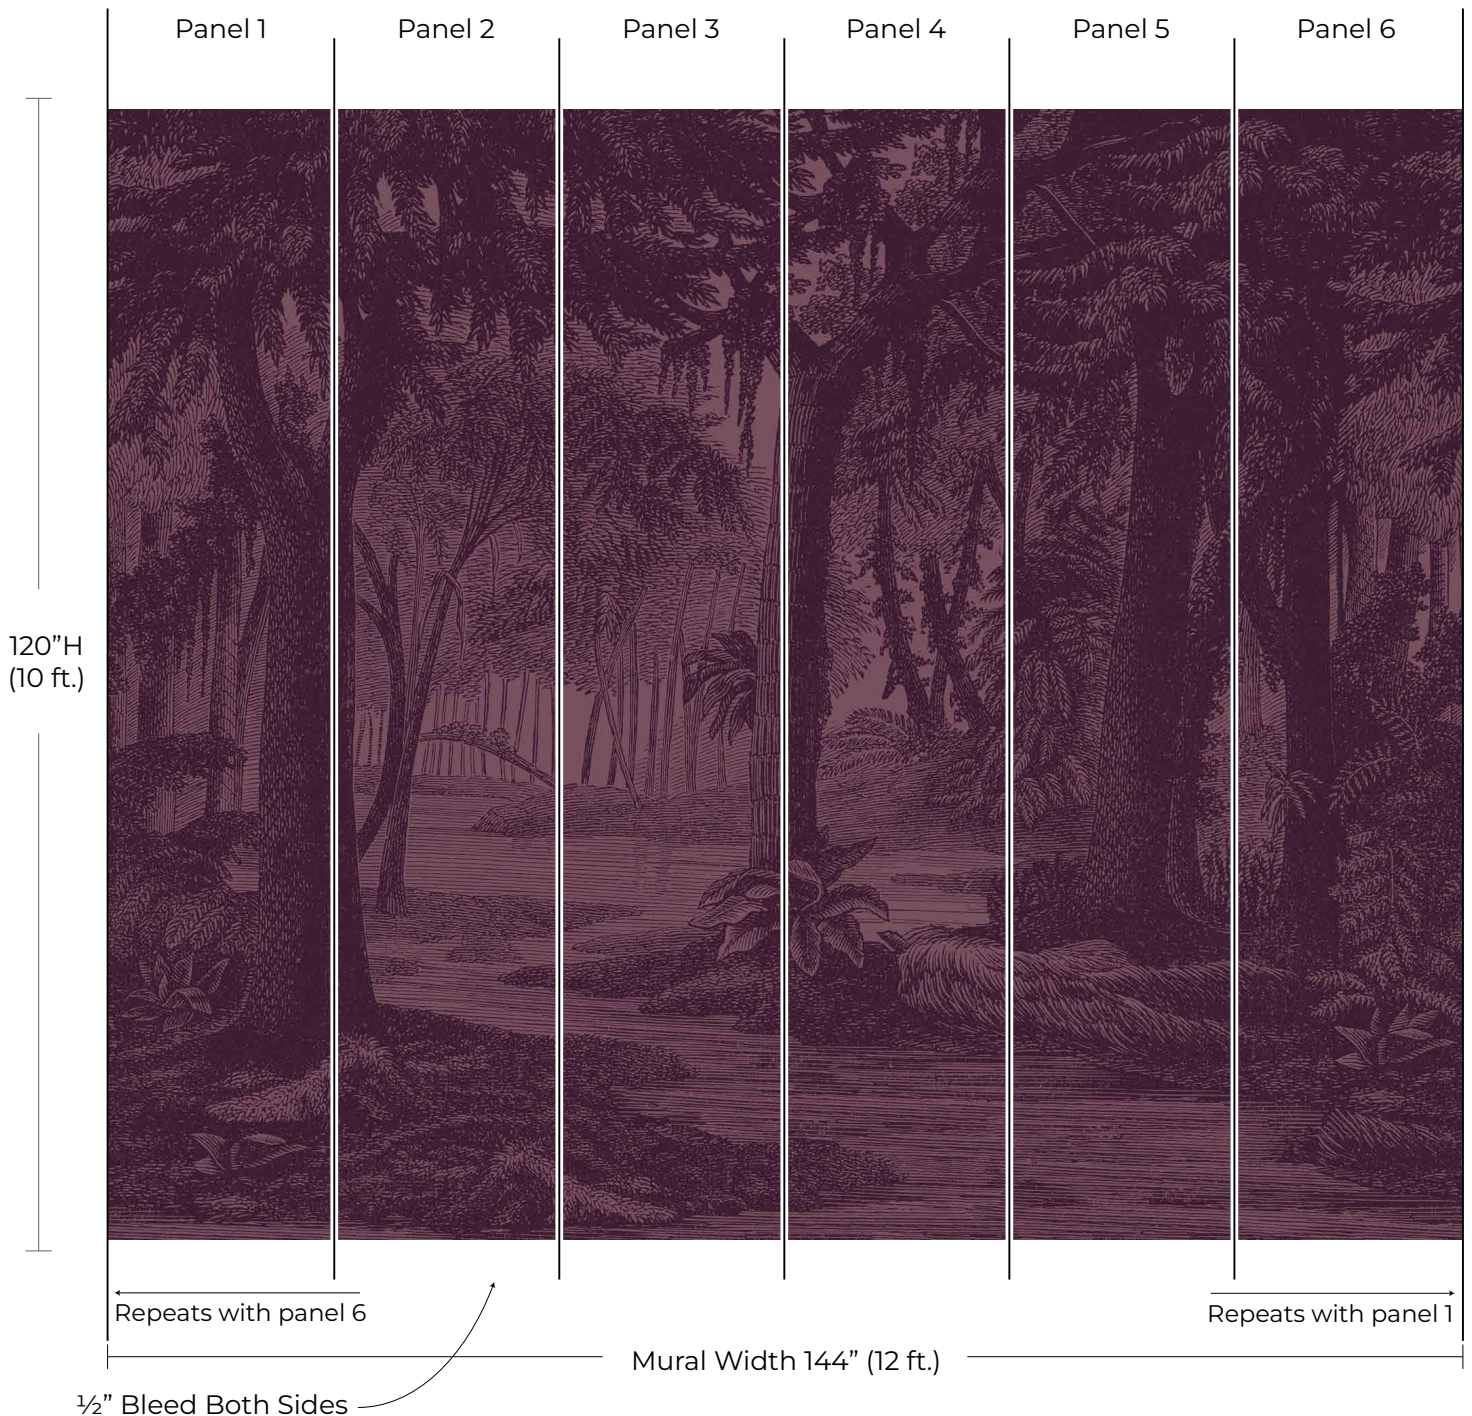 Panel 1
Panel 2
Panel 3
Panel 4
Panel 5
Panel 6
120”H
(10 ft.)
Repeats with panel 6
Repeats with panel 1
Mural Width 144” (12 ft.)
½” Bleed Both Sides